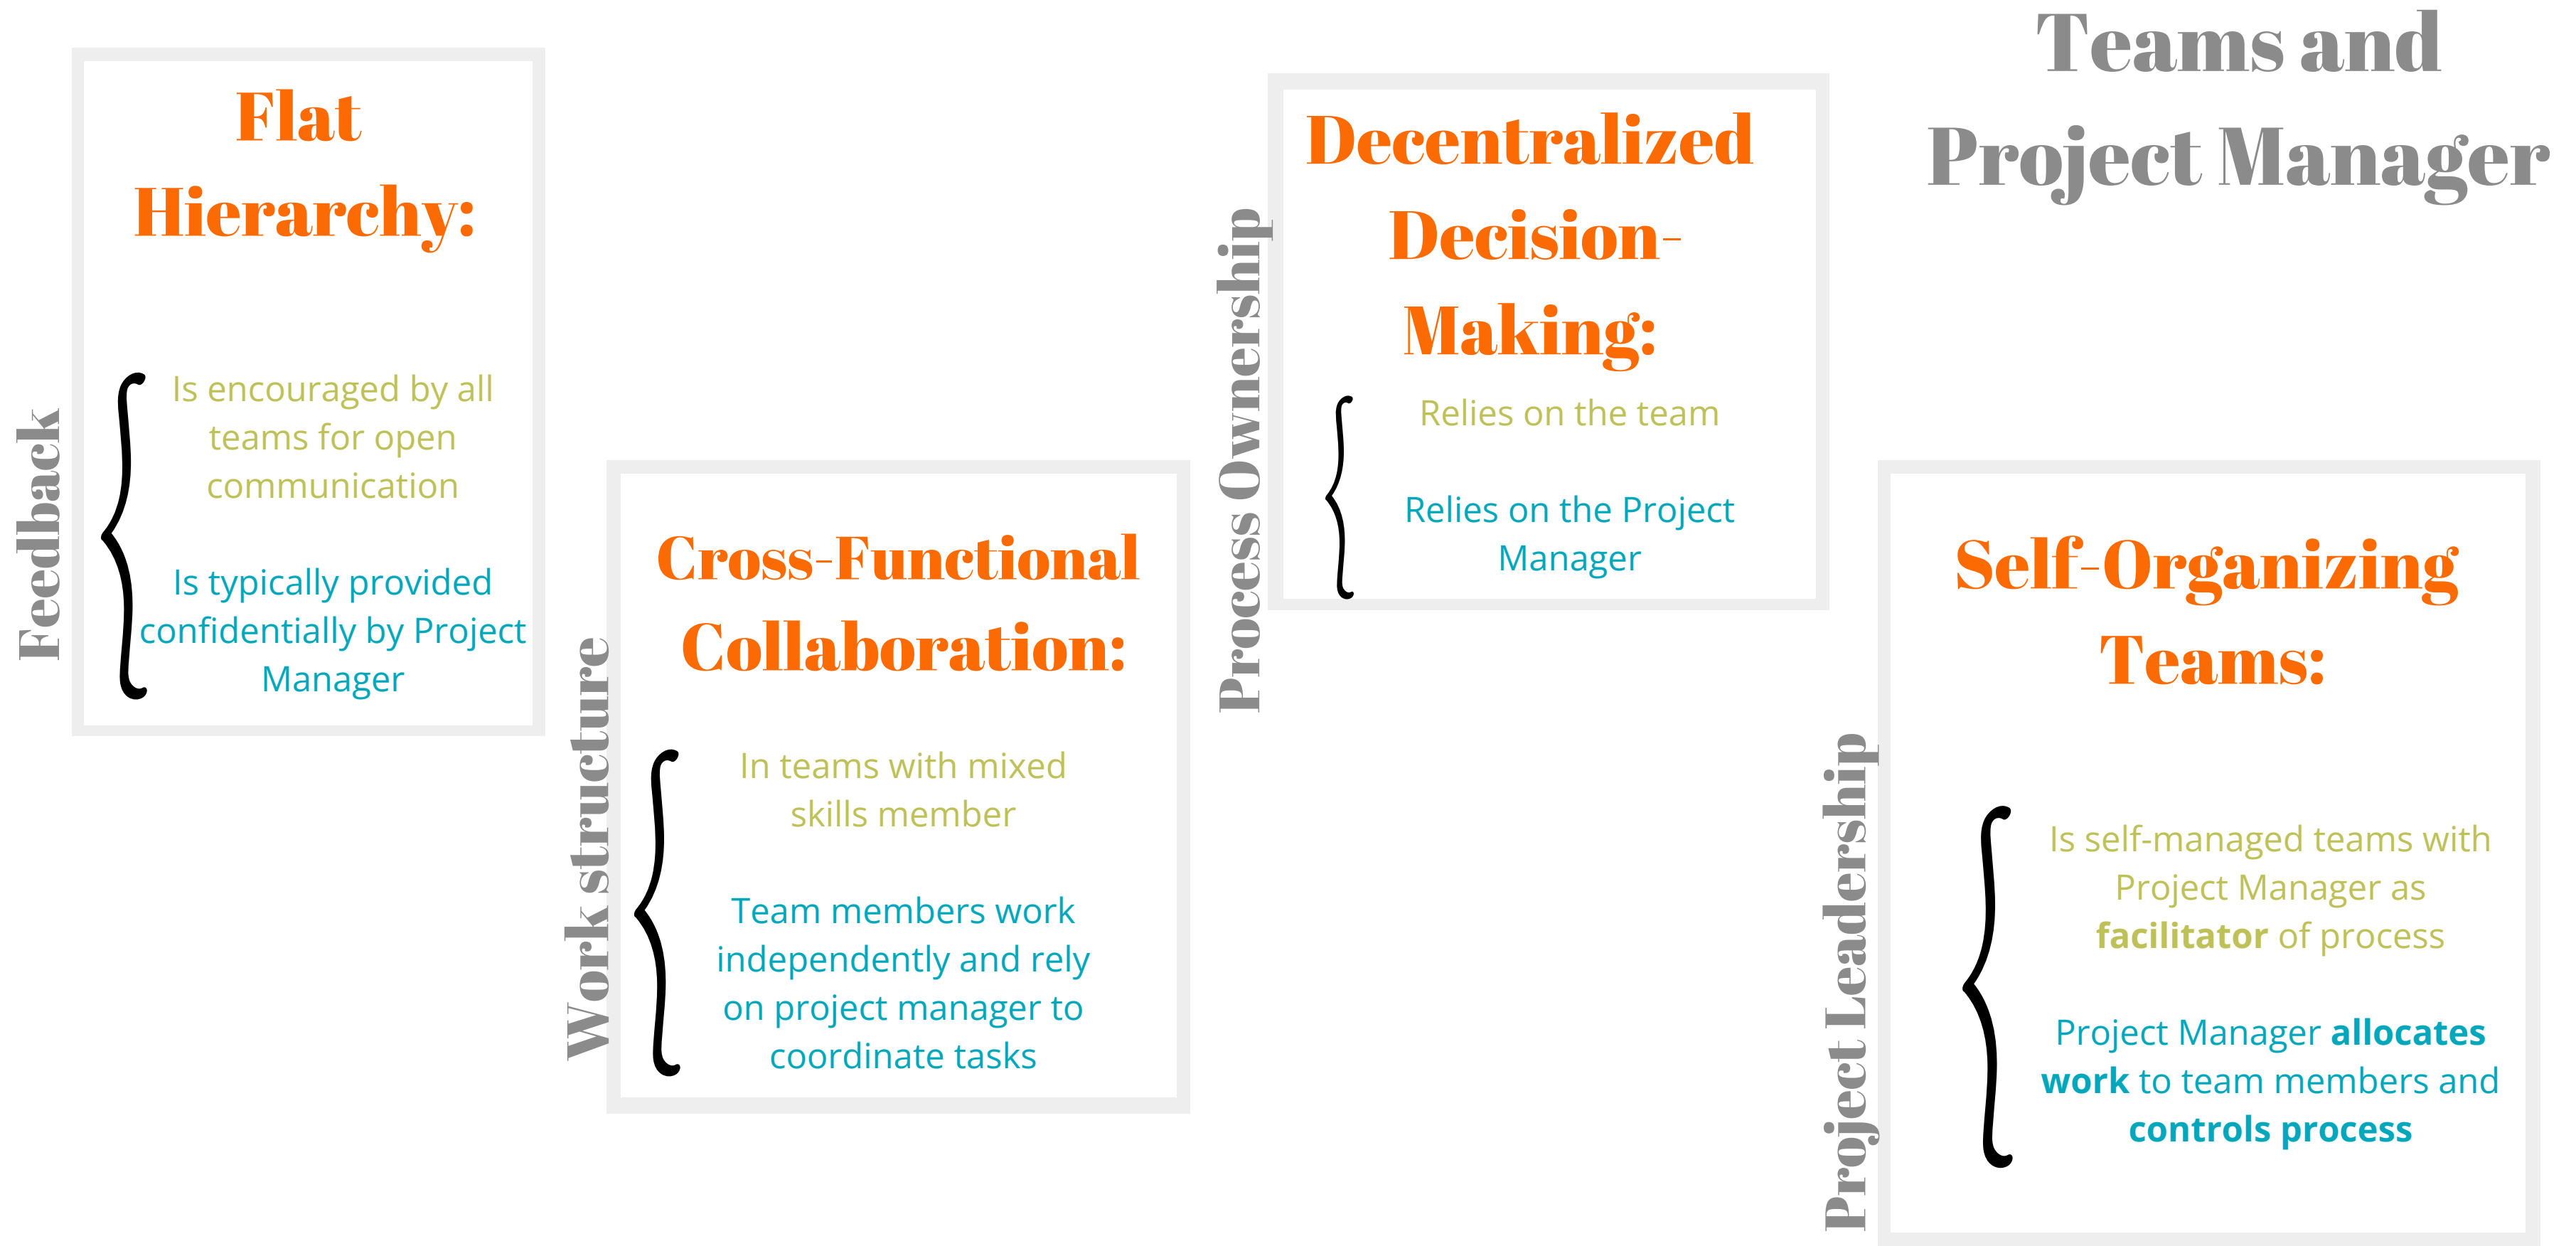 Teams and
Project Manager
Feedback
Flat
Hierarchy:
Is encouraged by all
teams for open
communication
Is typically provided
confidentially by Project
Manager
Work structure
Cross-Functional
Collaboration:
In teams with mixed
skills member
Team members work
independently and rely
on project manager to
coordinate tasks
Process Ownership
Decentralized
Decision-
Making:
Relies on the team
Relies on the Project
Manager
Project Leadership
Self-Organizing
Teams:
Is self-managed teams with
Project Manager as
facilitator of process
Project Manager allocates
work to team members and
controls process